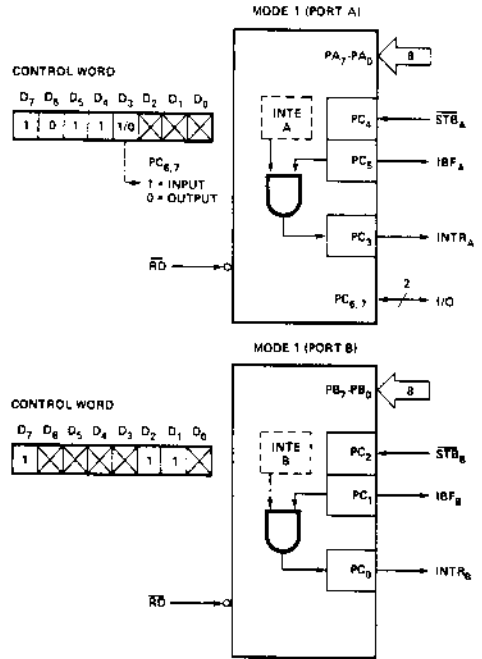 MODE 1 (PORT A)
PA7-PA0
8
CONTROL WORD
D7 D6 D5 D4 D3 D2 D1 D0
1 0 1 1 1/0
PC6,7
1 = INPUT
0 = OUTPUT
INTE
A
PC4
STBA
PC5
IBFA
PC3
INTRA
RD
PC6,7
2
I/O
MODE 1 (PORT B)
PB7-PB0
8
CONTROL WORD
D7 D6 D5 D4 D3 D2 D1 D0
1 1 1
INTE
B
PC2
STBB
PC1
IBFB
PC0
INTRB
RD